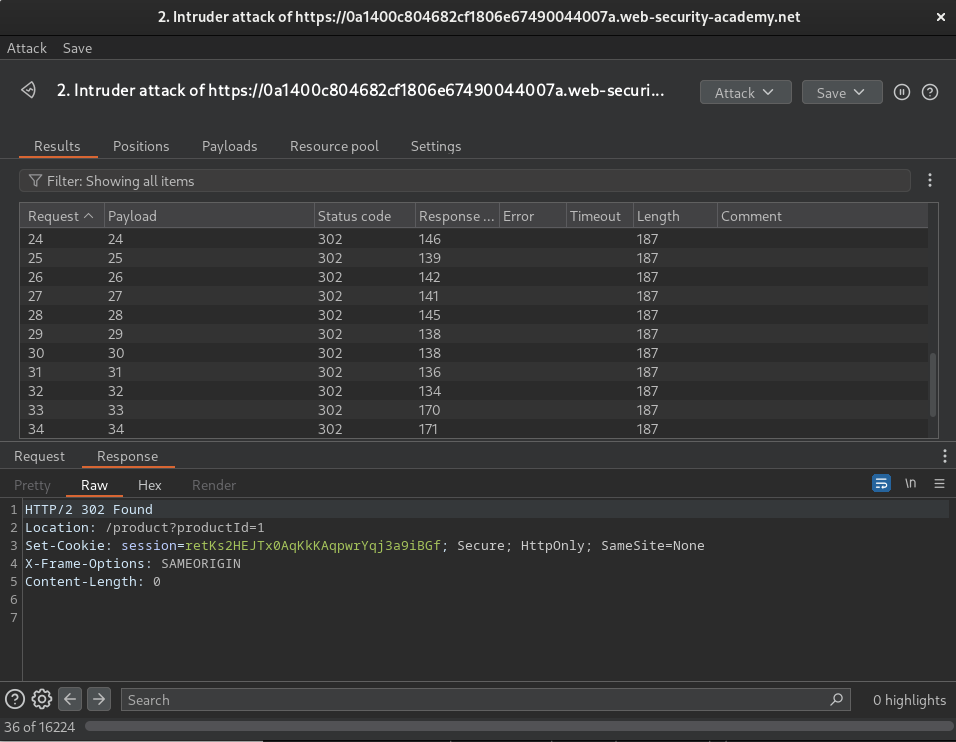 2. Intruder attack of https://0a1400c804682cf1806e67490044007a.web-security-academy.net ×
Attack Save
2. Intruder attack of https://0a1400c804682cf1806e67490044007a.web-securi... Attack Save
Results Positions Payloads Resource pool Settings
Filter: Showing all items
Request Payload Status code Response ... Error Timeout Length Comment
24 24 302 146 187
25 25 302 139 187
26 26 302 142 187
27 27 302 141 187
28 28 302 145 187
29 29 302 138 187
30 30 302 138 187
31 31 302 136 187
32 32 302 134 187
33 33 302 170 187
34 34 302 171 187
Request Response
Pretty Raw Hex Render \n
1 HTTP/2 302 Found
2 Location: /product?productId=1
3 Set-Cookie: session=retKs2HEJTx0AqKkKAqpwrYqj3a9iBGf; Secure; HttpOnly; SameSite=None
4 X-Frame-Options: SAMEORIGIN
5 Content-Length: 0
6
7
Search 0 highlights
36 of 16224